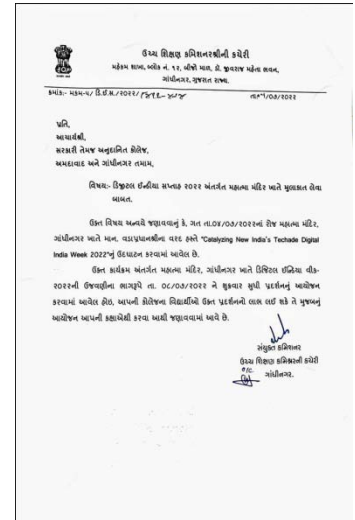 ઉચ્ચ શિક્ષણ કમિશનરશ્રીની કચેરી
મહેકમ શાખા, બ્લોક નં. ૧૨, બીજો માળ, ડૉ. જીવરાજ મહેતા ભવન,
ગાંધીનગર, ગુજરાત રાજ્ય.
ક્રમાંક:- મકમ-૫/ડિ.ઈ.સ./૨૦૨૨/
/૦૭/૨૦૨૨
પ્રતિ,
આચાર્યશ્રી,
સરકારી તેમજ અનુદાનિત કોલેજ,
અમદાવાદ અને ગાંધીનગર તમામ,
વિષય:- ડિજીટલ ઈન્ડીયા સપ્તાહ ૨૦૨૨ અંતર્ગત મહાત્મા મંદિર ખાતે મુલાકાત લેવા
બાબત.
ઉક્ત વિષય અન્વયે જણાવવાનું કે, ગત તા.૦૪/૦૭/૨૦૨૨નાં રોજ મહાત્મા મંદિર,
ગાંધીનગર ખાતે માન. વડાપ્રધાનશ્રીના વરદ હસ્તે "Catalyzing New India's Techade Digital
India Week 2022"નું ઉદઘાટન કરવામાં આવેલ છે.
ઉક્ત કાર્યક્રમ અંતર્ગત મહાત્મા મંદિર, ગાંધીનગર ખાતે ડિજિટલ ઈન્ડિયા વીક-
૨૦૨૨ની ઉજવણીના ભાગરૂપે તા. ૦૮/૦૭/૨૦૨૨ ને શુક્રવાર સુધી પ્રદર્શનનું આયોજન
કરવામાં આવેલ હોઇ, આપની કોલેજના વિદ્યાર્થીઓ ઉક્ત પ્રદર્શનનો લાભ લઈ શકે તે મુજબનું
આયોજન આપની કક્ષાએથી કરવા આથી જણાવવામાં આવે છે.
સંયુક્ત કમિશનર
ઉચ્ચ શિક્ષણ કમિશ્નરની કચેરી
ગાંધીનગર.